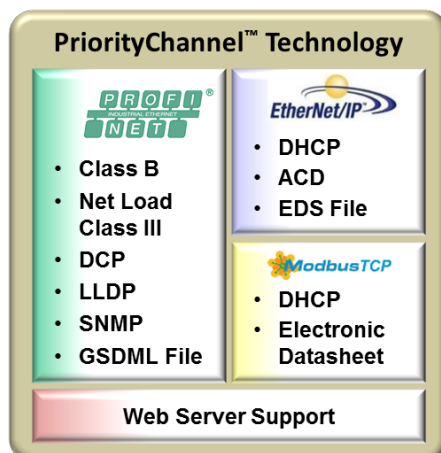 PriorityChannel™ Technology
PROFI®
INDUSTRIAL ETHERNET
NET
• Class B
• Net Load
Class III
• DCP
• LLDP
• SNMP
• GSDML File
EtherNet/IP™
• DHCP
• ACD
• EDS File
ModbusTCP
• DHCP
• Electronic
Datasheet
Web Server Support